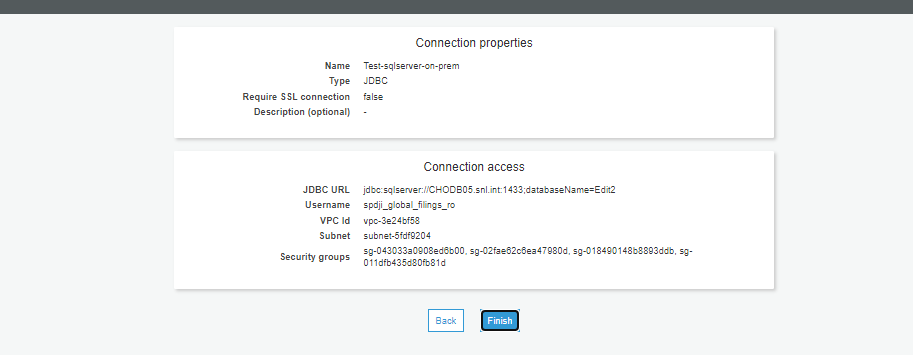 Connection properties
Name Test-sqlserver-on-prem
Type JDBC
Require SSL connection false
Description (optional) -
Connection access
JDBC URL jdbc:sqlserver://CHODB05.snl.int:1433;databaseName=Edit2
Username spdji_global_filings_ro
VPC Id vpc-3e24bf58
Subnet subnet-5fdf9204
Security groups sg-043033a0908ed6b00, sg-02fae62c6ea47980d, sg-018490148b8893ddb, sg-
011dfb435d80fb81d
Back Finish